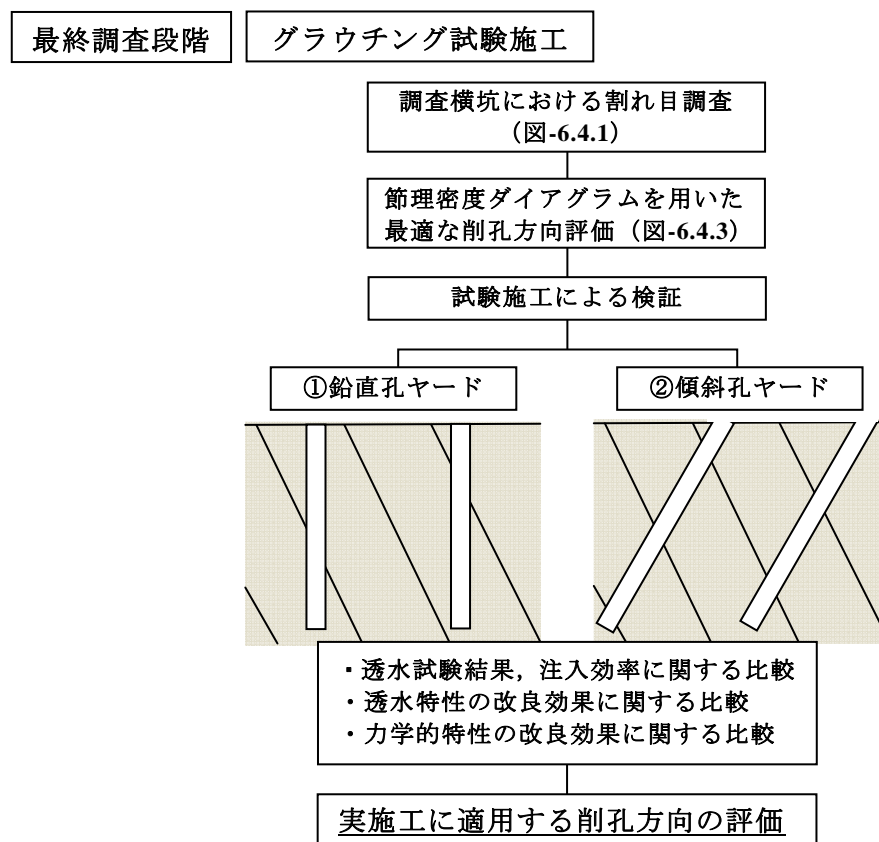 最終調査段階
グラウチング試験施工
調査横坑における割れ目調査
(図-6.4.1)
節理密度ダイアグラムを用いた
最適な削孔方向評価(図-6.4.3)
試験施工による検証
①鉛直孔ヤード
②傾斜孔ヤード
・透水試験結果,注入効率に関する比較
・透水特性の改良効果に関する比較
・力学的特性の改良効果に関する比較
実施工に適用する削孔方向の評価